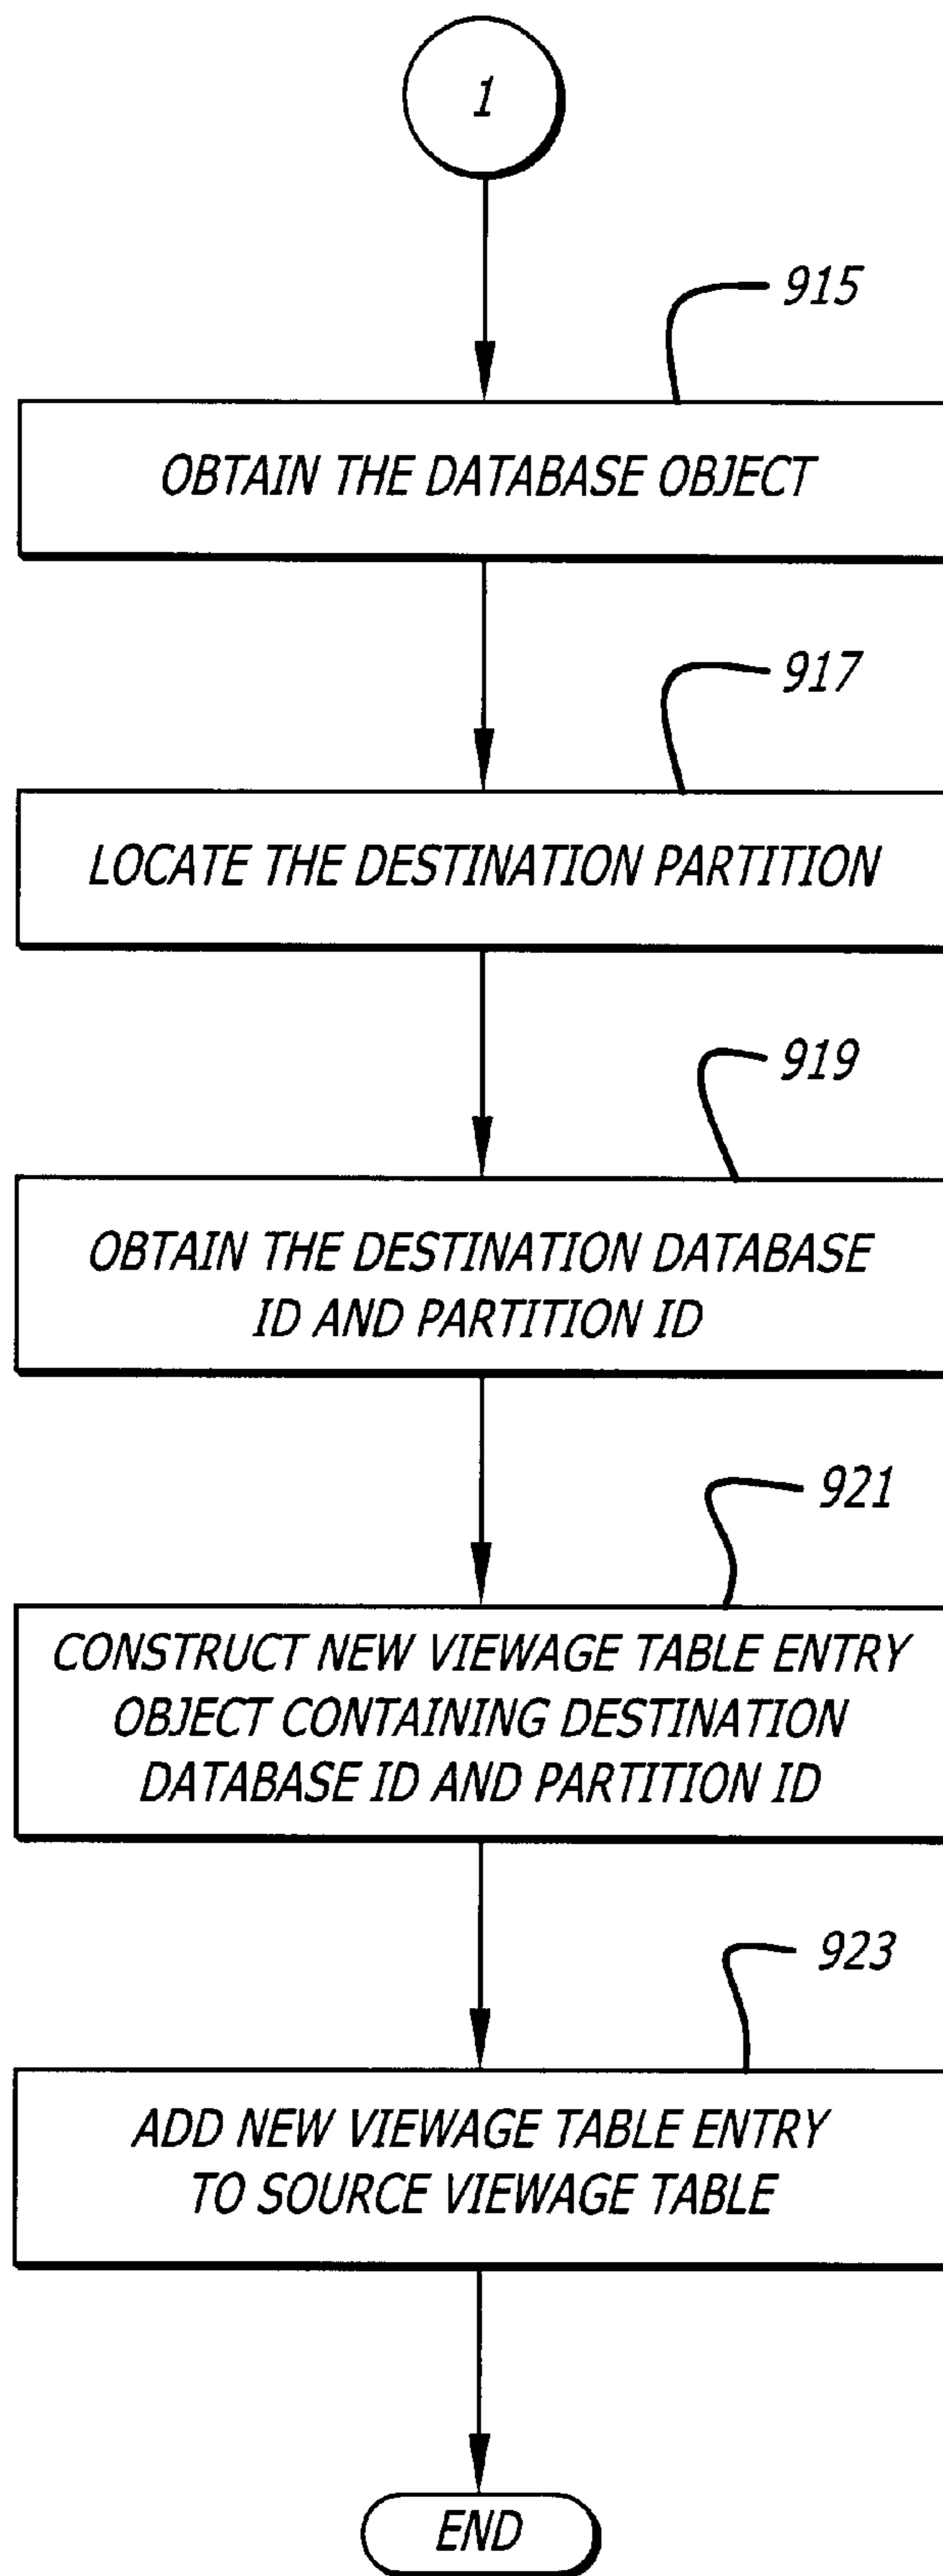 1
915
OBTAIN THE DATABASE OBJECT
917
LOCATE THE DESTINATION PARTITION
919
OBTAIN THE DESTINATION DATABASE
ID AND PARTITION ID
921
CONSTRUCT NEW VIEWAGE TABLE ENTRY
OBJECT CONTAINING DESTINATION
DATABASE ID AND PARTITION ID
923
ADD NEW VIEWAGE TABLE ENTRY
TO SOURCE VIEWAGE TABLE
END